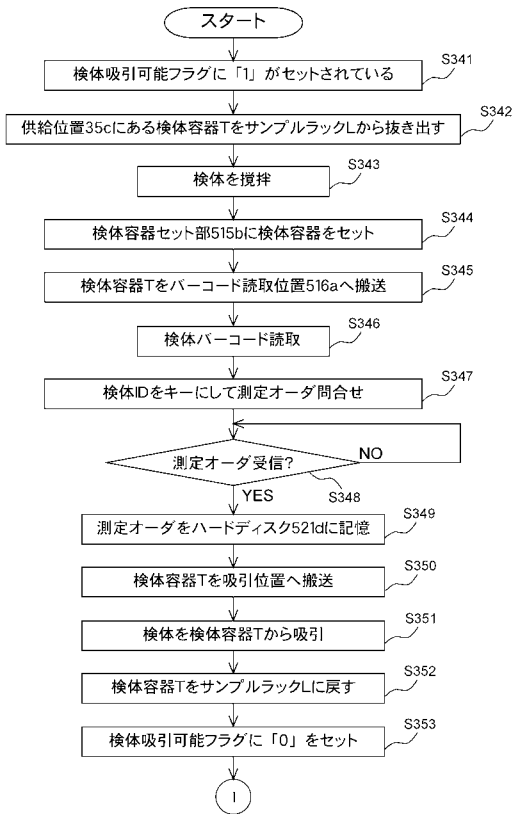 スタート
S341
検体吸引可能フラグに「1」がセットされている
S342
供給位置35cにある検体容器TをサンプルラックLから抜き出す
S343
検体を攪拌
S344
検体容器セット部515bに検体容器をセット
S345
検体容器Tをバーコード読取位置516aへ搬送
S346
検体バーコード読取
S347
検体IDをキーにして測定オーダ問合せ
測定オーダ受信?
NO
S348
YES
S349
測定オーダをハードディスク521dに記憶
S350
検体容器Tを吸引位置へ搬送
S351
検体を検体容器Tから吸引
S352
検体容器TをサンプルラックLに戻す
S353
検体吸引可能フラグに「0」をセット
1